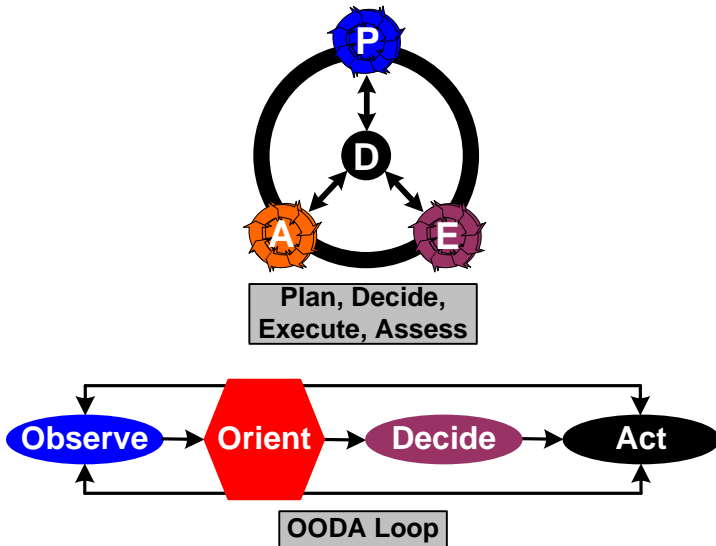 P
D
A E
Plan, Decide,
Execute, Assess
Observe Orient Decide Act
OODA Loop